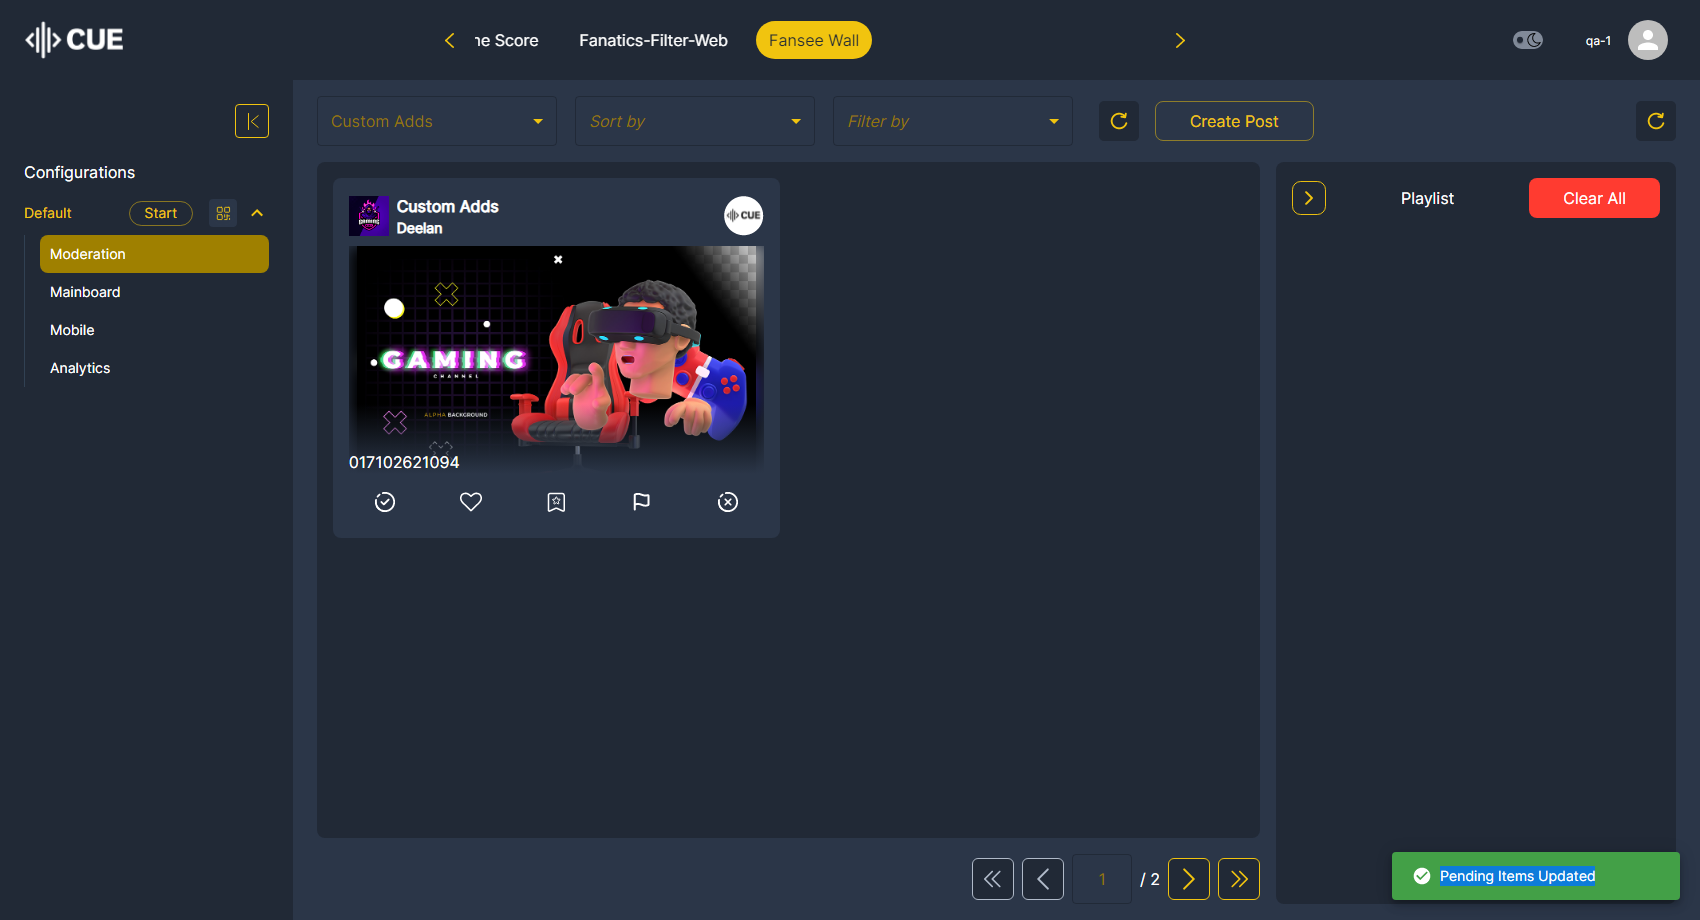 CUE
ne Score
Fanatics-Filter-Web
Fansee Wall
qa-1
Custom Adds
Sort by
Filter by
Create Post
Configurations
Default
Start
Moderation
Mainboard
Mobile
Analytics
Custom Adds
Deelan
CUE
GAMING
GAMING
CHANNEL
ALPHA BACKGROUND
017102621094
Playlist
Clear All
1
/ 2
Pending Items Updated